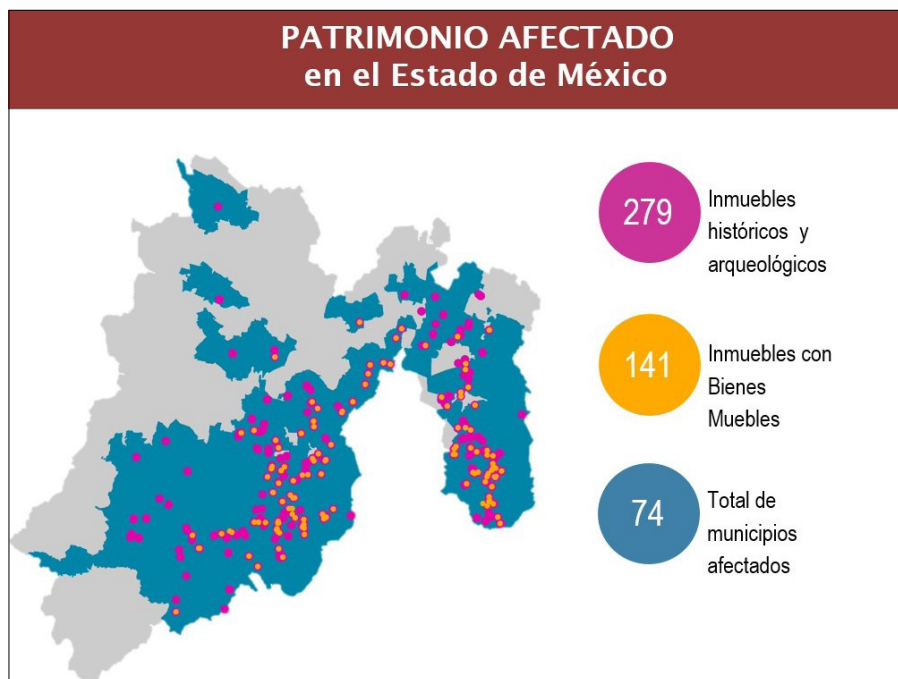 PATRIMONIO AFECTADO
en el Estado de México
279
Inmuebles
históricos y
arqueológicos
141
Inmuebles con
Bienes
Muebles
74
Total de
municipios
afectados